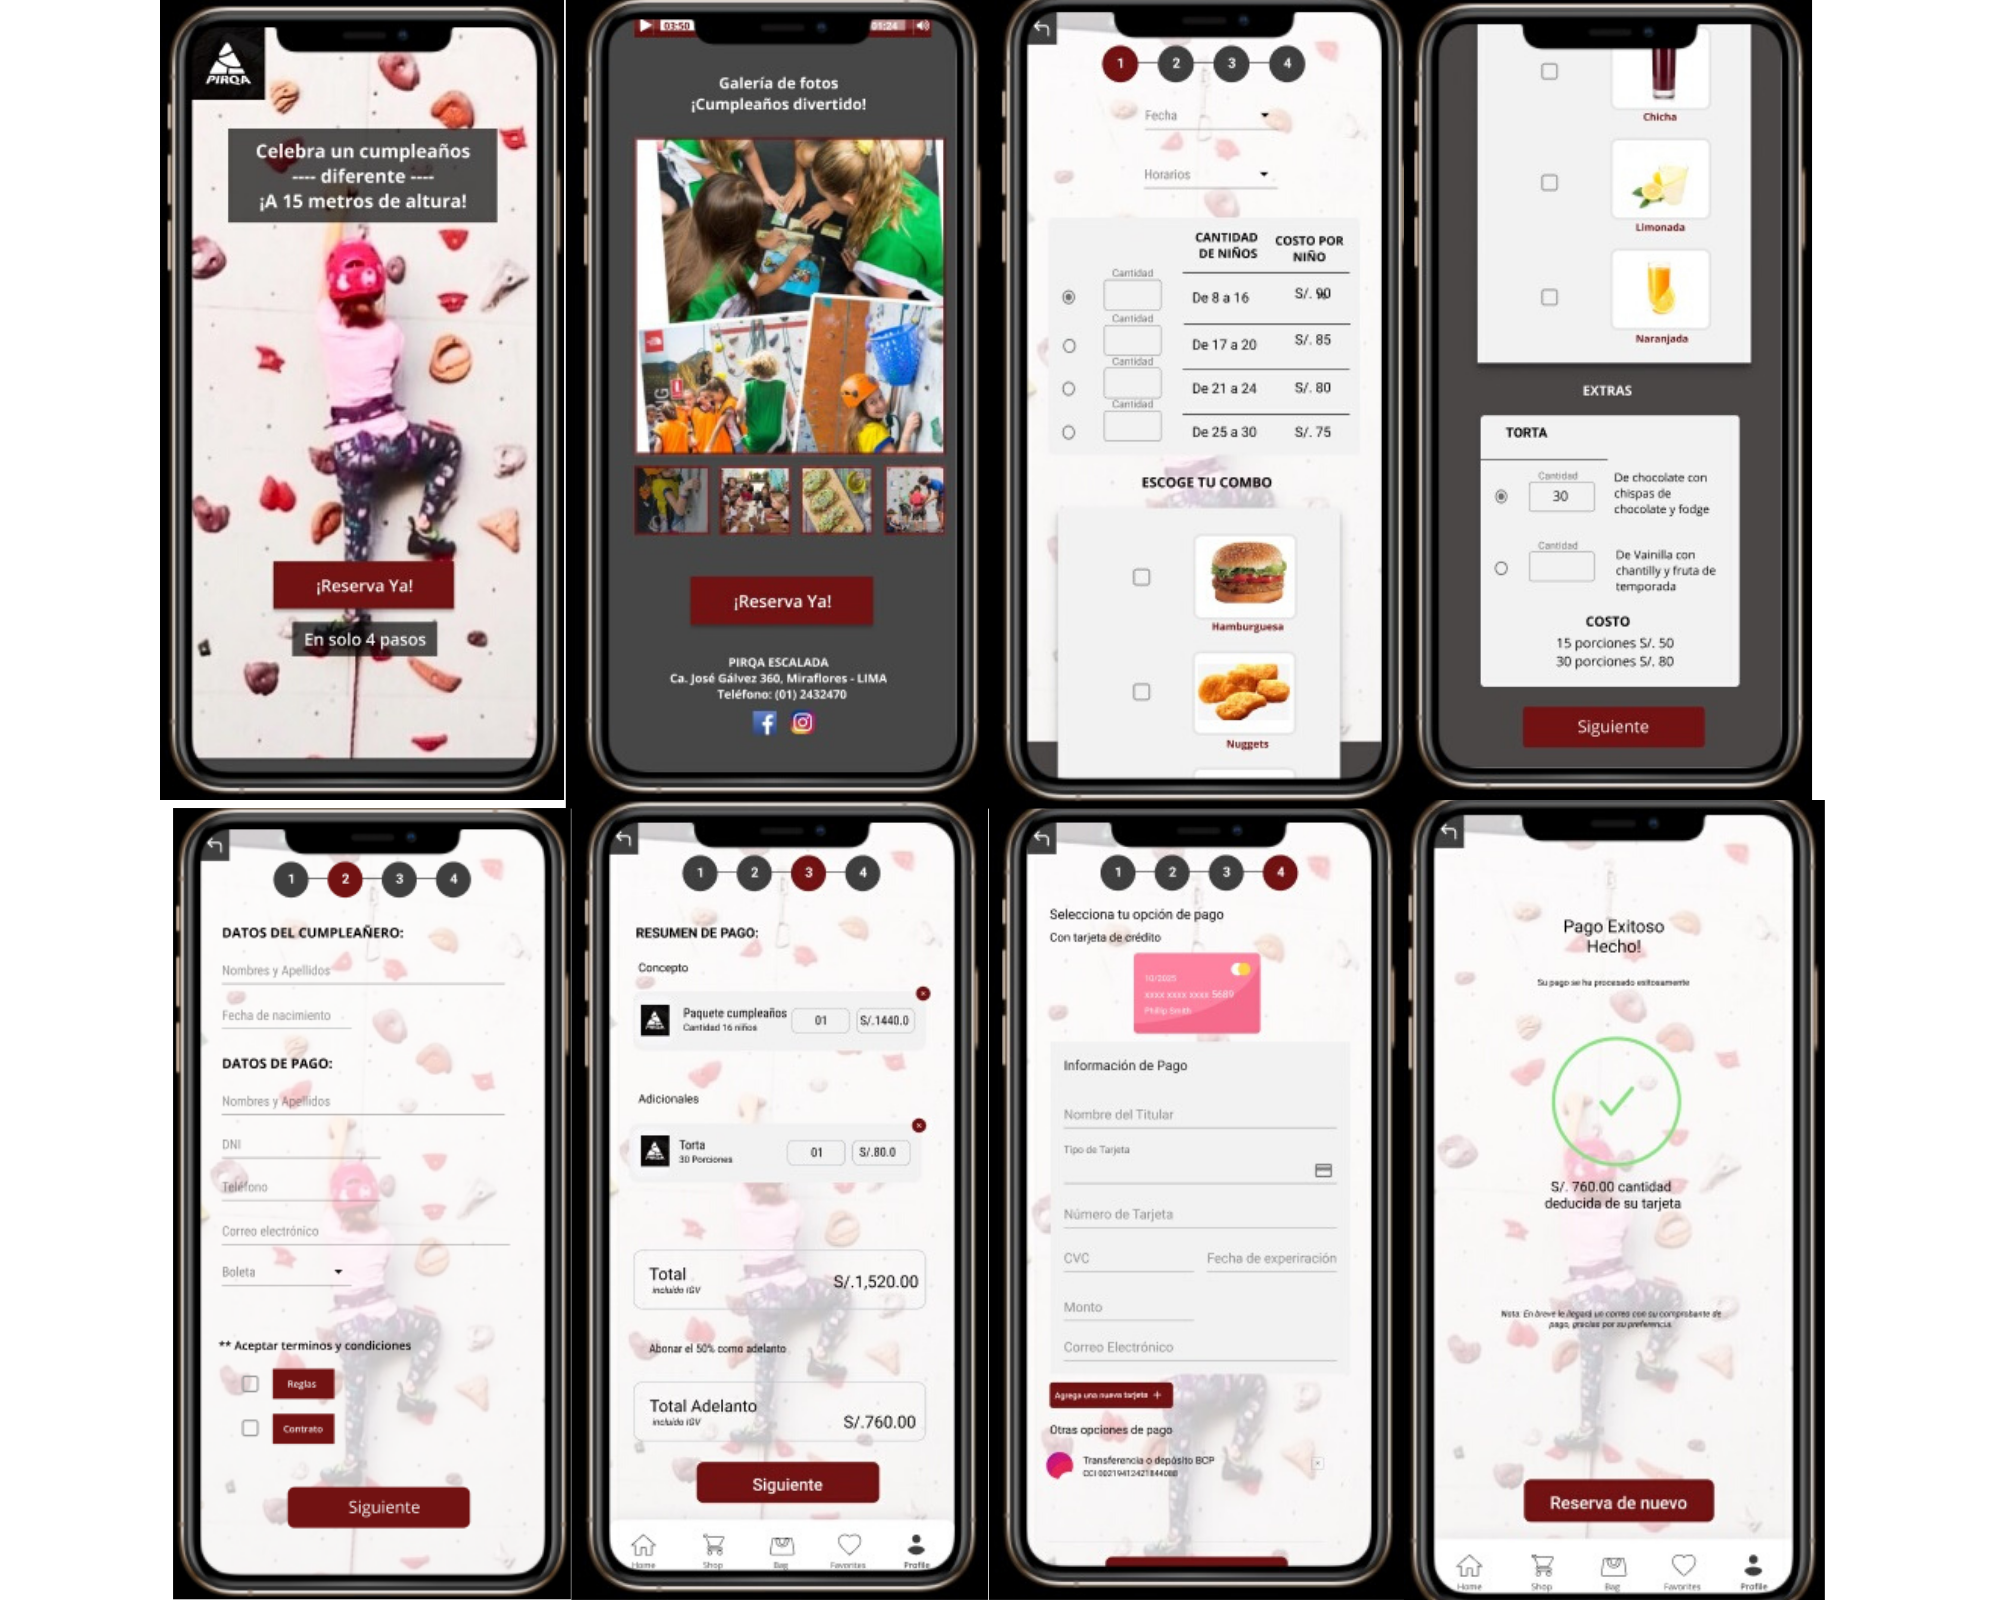 PIRQA
Celebra un cumpleaños
---- diferente ----
¡A 15 metros de altura!
¡Reserva Ya!
En solo 4 pasos
03:50
01:24
Galería de fotos
¡Cumpleaños divertido!
¡Reserva Ya!
PIRQA ESCALADA
Ca. José Gálvez 360, Miraflores - LIMA
Teléfono: (01) 2432470
1 2 3 4
Fecha
Horarios
CANTIDAD DE NIÑOS
COSTO POR NIÑO
Cantidad
De 8 a 16 S/. 90
Cantidad
De 17 a 20 S/. 85
Cantidad
De 21 a 24 S/. 80
Cantidad
De 25 a 30 S/. 75
ESCOGE TU COMBO
Hamburguesa
Nuggets
Chicha
Limonada
Naranjada
EXTRAS
TORTA
Cantidad
30
De chocolate con
chispas de
chocolate y fodge
Cantidad
De Vainilla con
chantilly y fruta de
temporada
COSTO
15 porciones S/. 50
30 porciones S/. 80
Siguiente
1 2 3 4
DATOS DEL CUMPLEAÑERO:
Nombres y Apellidos
Fecha de nacimiento
DATOS DE PAGO:
Nombres y Apellidos
DNI
Teléfono
Correo electrónico
Boleta
** Aceptar terminos y condiciones
Reglas
Contrato
Siguiente
1 2 3 4
RESUMEN DE PAGO:
Concepto
PIRQA
Paquete cumpleaños 01 S/.1440.0
Cantidad 16 niños
Adicionales
PIRQA
Torta 01 S/.80.0
30 Porciones
Total S/.1,520.00
incluido IGV
Abonar el 50% como adelanto
Total Adelanto S/.760.00
incluido IGV
Siguiente
Home Shop Bag Favorites Profile
1 2 3 4
Selecciona tu opción de pago
Con tarjeta de crédito
10/2025
xxxx xxxx xxxx 5689
Philip Smith
Información de Pago
Nombre del Titular
Tipo de Tarjeta
Número de Tarjeta
CVC Fecha de experiración
Monto
Correo Electrónico
Agrega una nueva tarjeta +
Otras opciones de pago
Transferencia o depósito BCP
Pago Exitoso
Hecho!
Su pago se ha procesado exitosamente
S/. 760.00 cantidad
deducida de su tarjeta
Nota: En breve le llegará un correo con su comprobante de
pago, gracias por su preferencia.
Reserva de nuevo
Home Shop Bag Favorites Profile